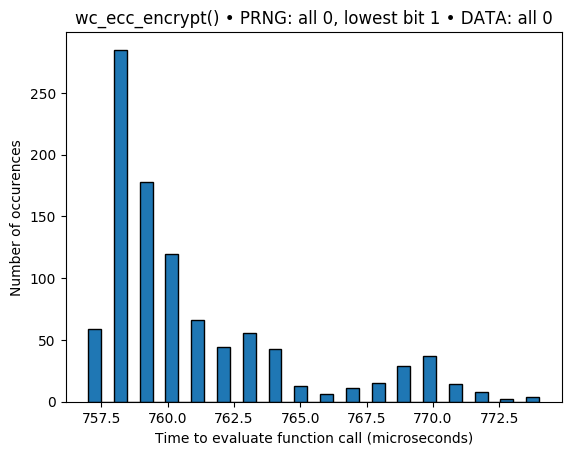 wc_ecc_encrypt() • PRNG: all 0, lowest bit 1 • DATA: all 0
Number of occurences
250
200
150
100
50
0
757.5 760.0 762.5 765.0 767.5 770.0 772.5
Time to evaluate function call (microseconds)